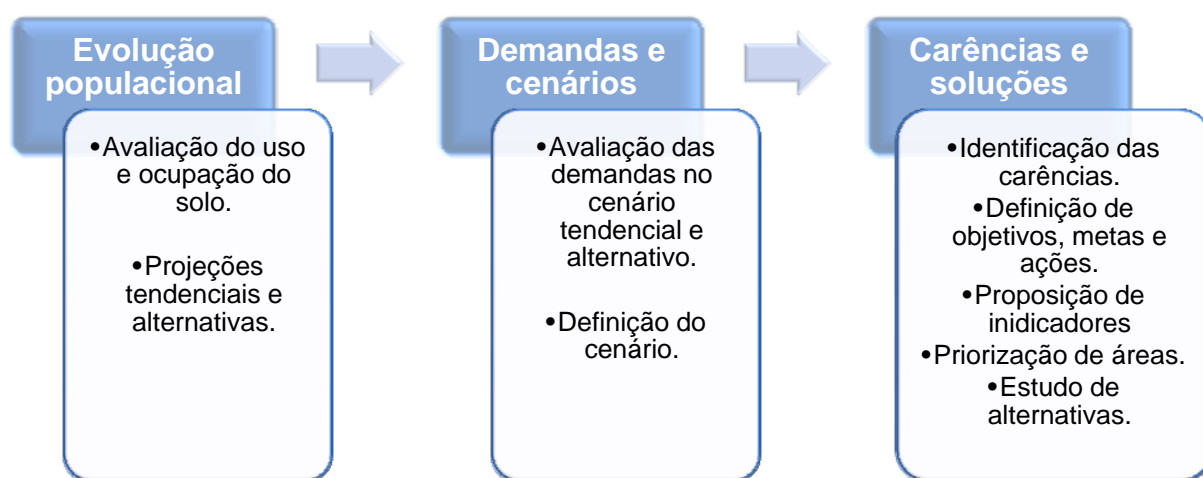 Evolução
populacional
•Avaliação do uso
e ocupação do
solo.
•Projeções
tendenciais e
alternativas.
Demandas e
cenários
•Avaliação das
demandas no
cenário
tendencial e
alternativo.
•Definição do
cenário.
Carências e
soluções
•Identificação das
carências.
•Definição de
objetivos, metas e
ações.
•Proposição de
inidicadores
•Priorização de áreas.
•Estudo de
alternativas.